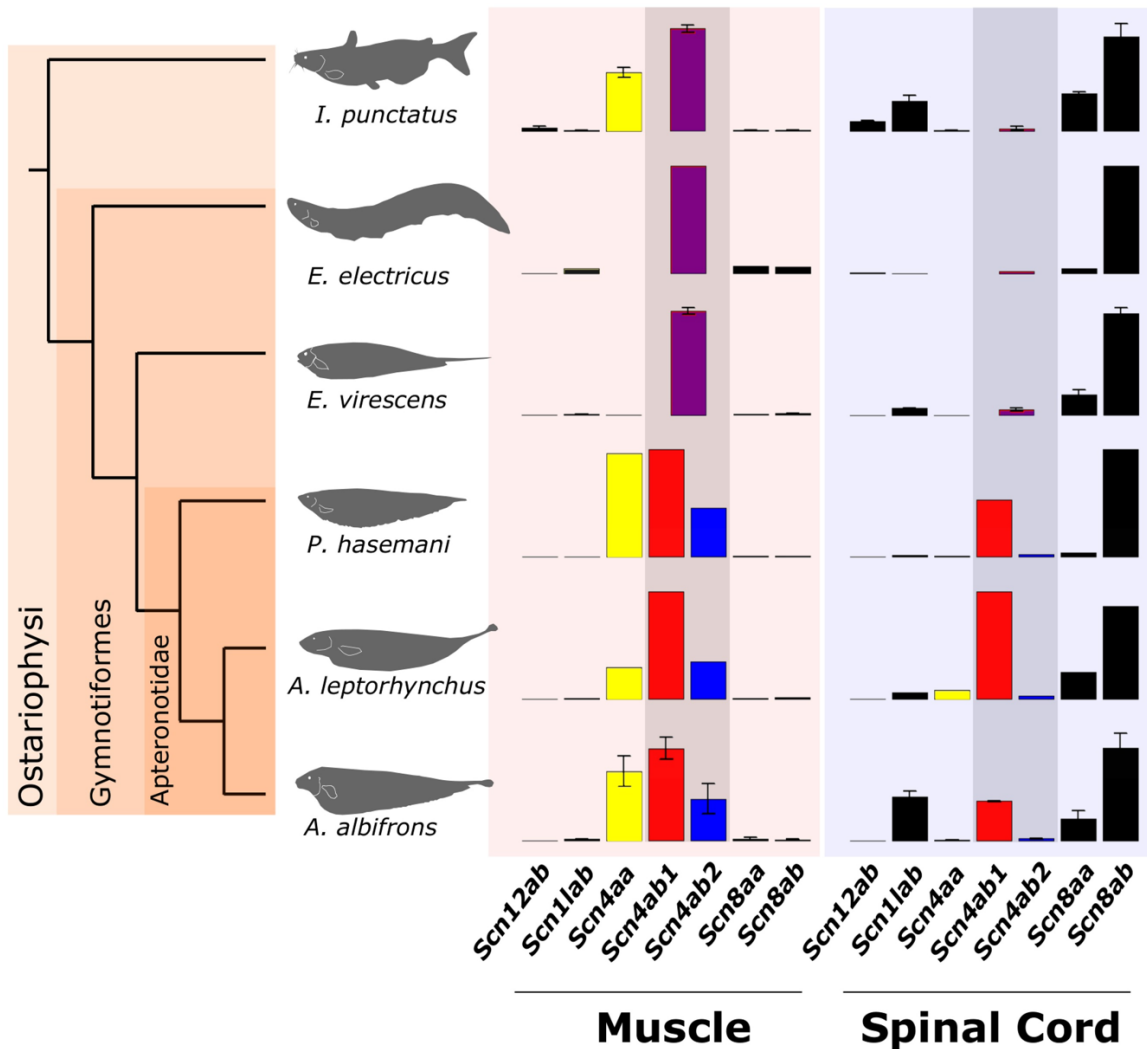 I. punctatus
E. electricus
E. virescens
P. hasemani
A. leptorhynchus
A. albifrons
Ostariophysi
Gymnotiformes
Apteronotidae
Scn12ab
Scn1lab
Scn4aa
Scn4ab1
Scn4ab2
Scn8aa
Scn8ab
Scn12ab
Scn1lab
Scn4aa
Scn4ab1
Scn4ab2
Scn8aa
Scn8ab
Muscle
Spinal Cord